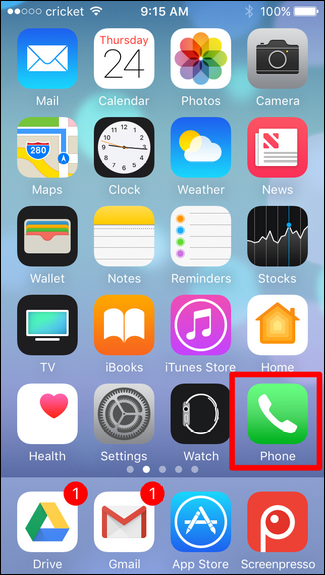 cricket 9:15 AM 100%
Thursday
24
Mail Calendar Photos Camera
280
Maps Clock Weather News
Wallet Notes Reminders Stocks
TV iBooks iTunes Store Home
Health Settings Watch Phone
1 1
Drive Gmail App Store Screenpresso